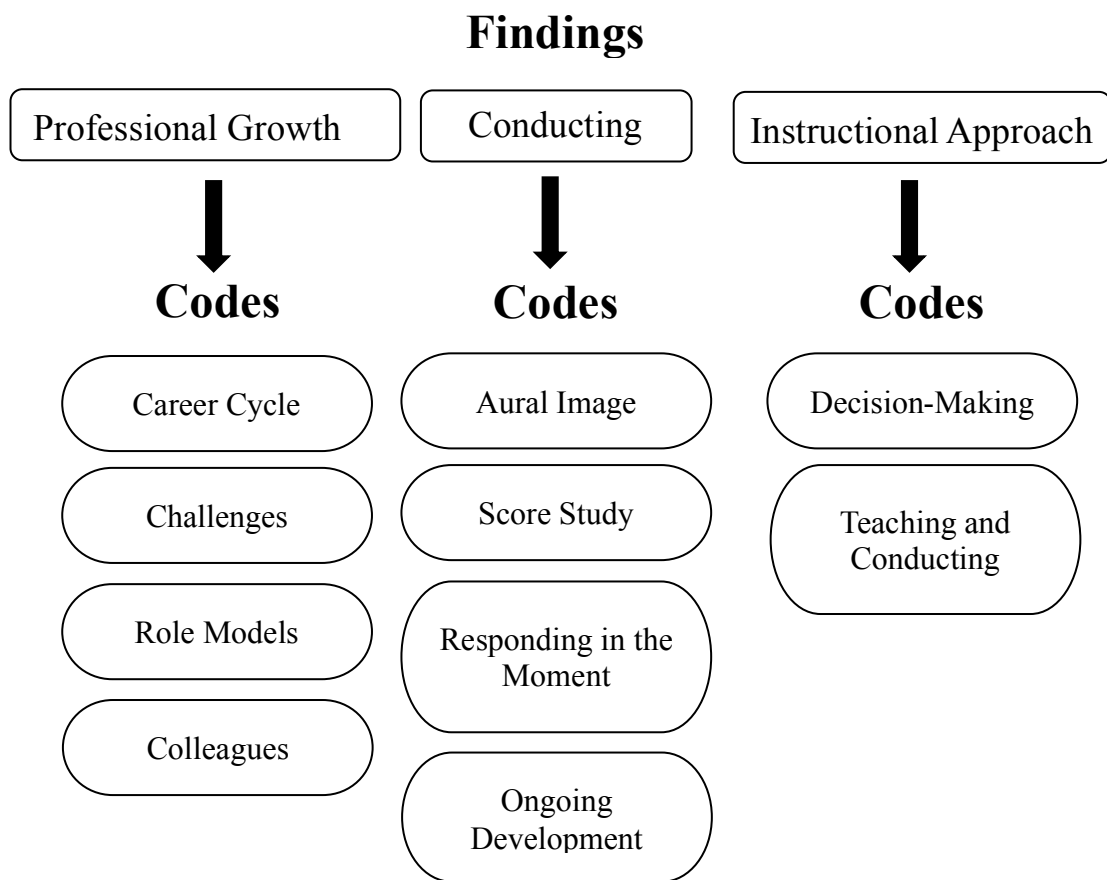 Findings
Professional Growth
Conducting
Instructional Approach
Codes
Codes
Codes
Career Cycle
Challenges
Role Models
Colleagues
Aural Image
Score Study
Responding in the
Moment
Ongoing
Development
Decision-Making
Teaching and
Conducting